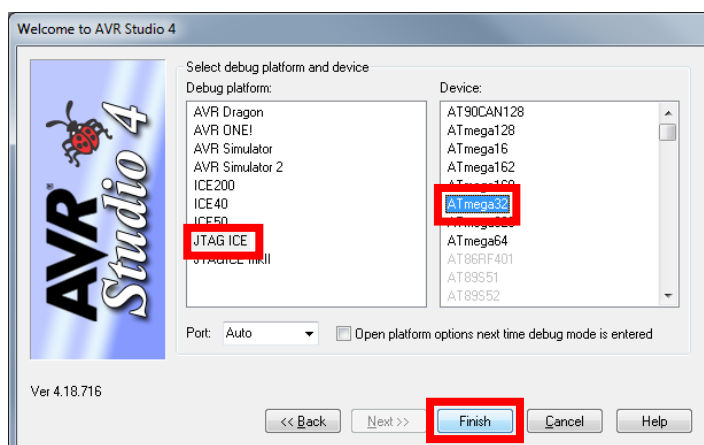 Welcome to AVR Studio 4
AVR® Studio 4
Select debug platform and device
Debug platform:
AVR Dragon
AVR ONE!
AVR Simulator
AVR Simulator 2
ICE200
ICE40
ICE50
JTAG ICE
JTAGICE mkII
Device:
AT90CAN128
ATmega128
ATmega16
ATmega162
ATmega32
ATmega64
AT86RF401
AT89S51
AT89S52
Port:
Auto
Open platform options next time debug mode is entered
Ver 4.18.716
<< Back
Next >>
Finish
Cancel
Help